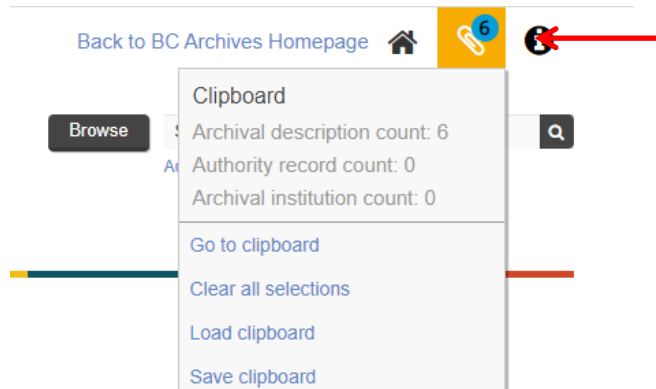 Back to BC Archives Homepage 6
Clipboard
Browse S Archival description count: 6
Ad Authority record count: 0
Archival institution count: 0
Go to clipboard
Clear all selections
Load clipboard
Save clipboard